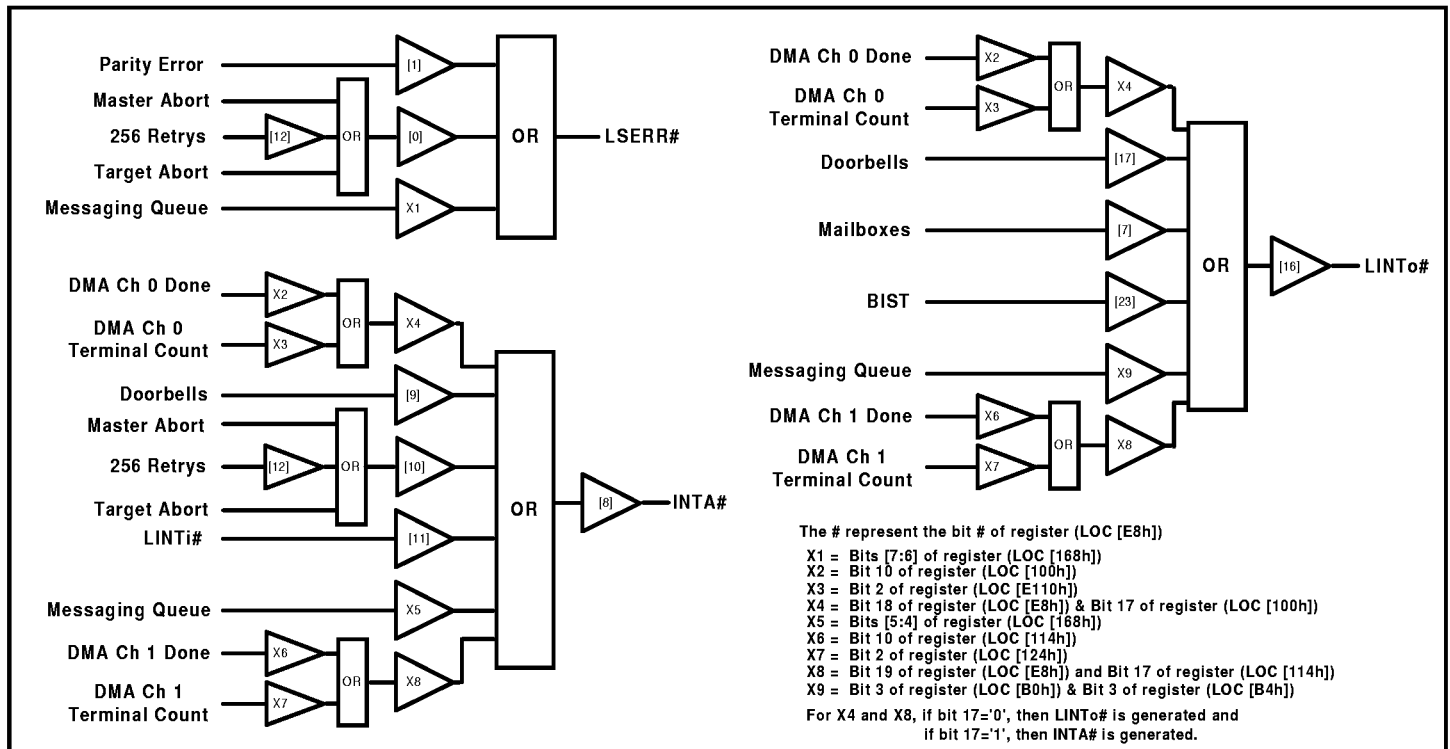 Parity Error
[1]
Master Abort
256 Retrys
[12]
OR
[0]
OR
LSERR#
Target Abort
Messaging Queue
X1
DMA Ch 0 Done
X2
DMA Ch 0
Terminal Count
X3
OR
X4
Doorbells
[9]
Master Abort
256 Retrys
[12]
OR
[10]
Target Abort
LINTi#
[11]
OR
[8]
INTA#
Messaging Queue
X5
DMA Ch 1 Done
X6
DMA Ch 1
Terminal Count
X7
OR
X8
DMA Ch 0 Done
X2
DMA Ch 0
Terminal Count
X3
OR
X4
Doorbells
[17]
Mailboxes
[7]
OR
[16]
LINTo#
BIST
[23]
Messaging Queue
X9
DMA Ch 1 Done
X6
DMA Ch 1
Terminal Count
X7
OR
X8
The # represent the bit # of register (LOC [E8h])
X1 = Bits [7:6] of register (LOC [168h])
X2 = Bit 10 of register (LOC [100h])
X3 = Bit 2 of register (LOC [E110h])
X4 = Bit 18 of register (LOC [E8h]) & Bit 17 of register (LOC [100h])
X5 = Bits [5:4] of register (LOC [168h])
X6 = Bit 10 of register (LOC [114h])
X7 = Bit 2 of register (LOC [124h])
X8 = Bit 19 of register (LOC [E8h]) and Bit 17 of register (LOC [114h])
X9 = Bit 3 of register (LOC [B0h]) & Bit 3 of register (LOC [B4h])
For X4 and X8, if bit 17='0', then LINTo# is generated and
if bit 17='1', then INTA# is generated.